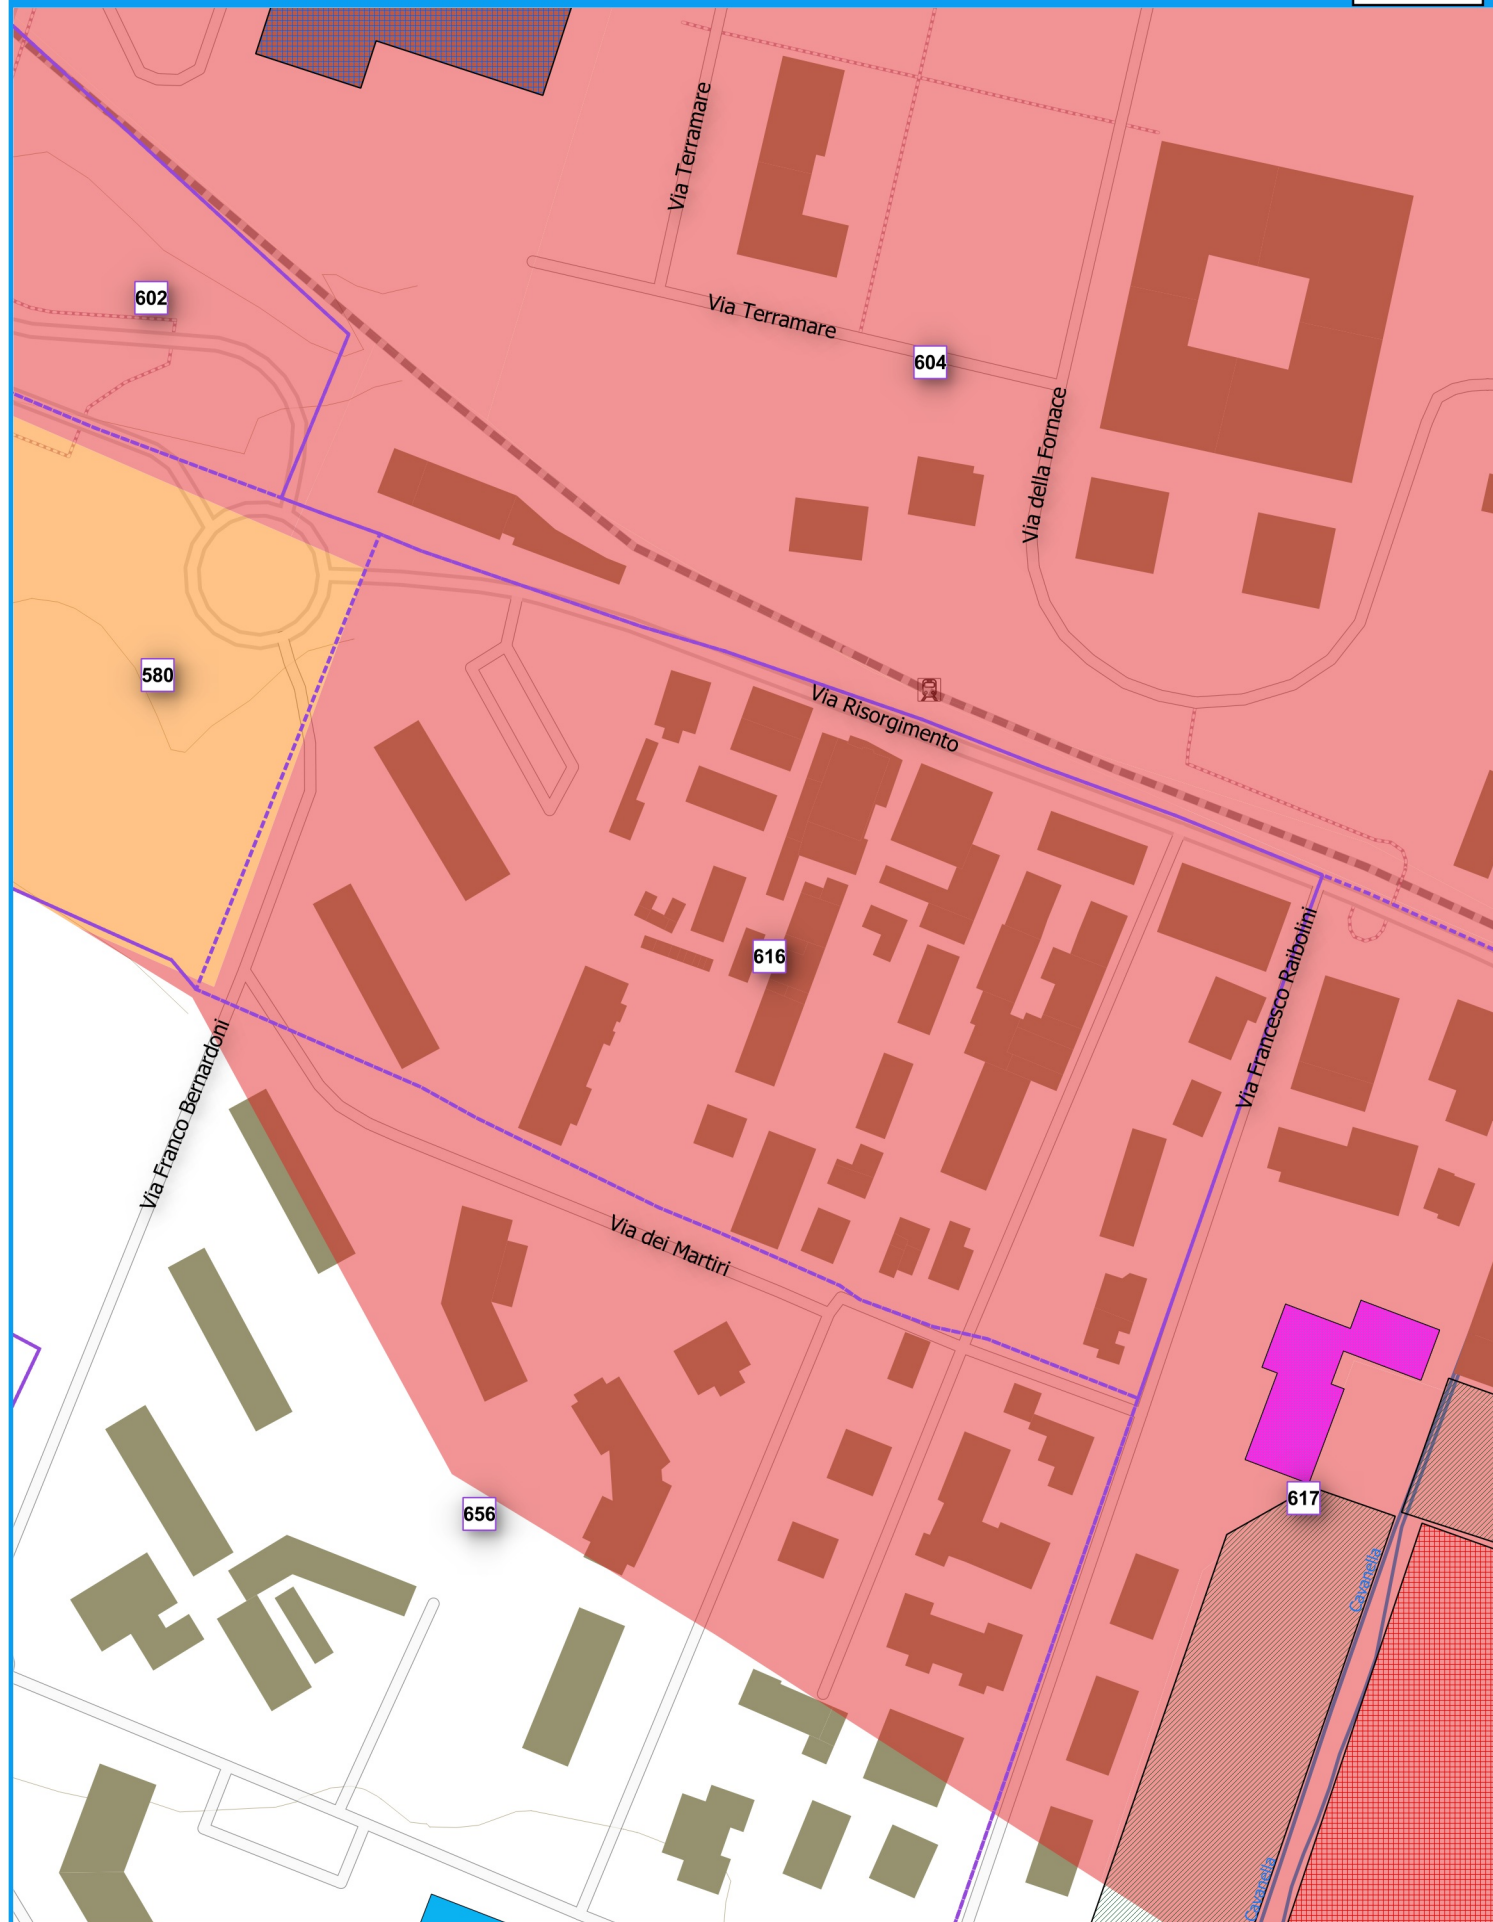 Via Terramare
602
Via Terramare
604
Via della Fornace
580
Via Risorgimento
616
Via Francesco Raibolini
Via Franco Bernardoni
Via dei Martiri
617
656
Cavanella
Cavanella